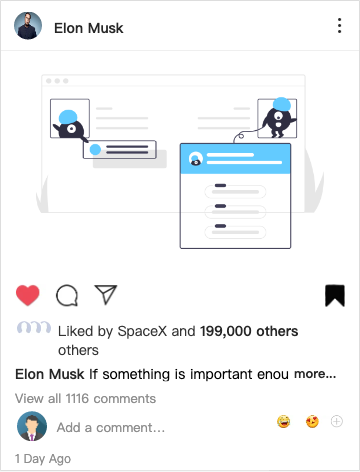 Elon Musk
Liked by SpaceX and 199,000 others
others
Elon Musk If something is important enou more...
View all 1116 comments
Add a comment...
1 Day Ago